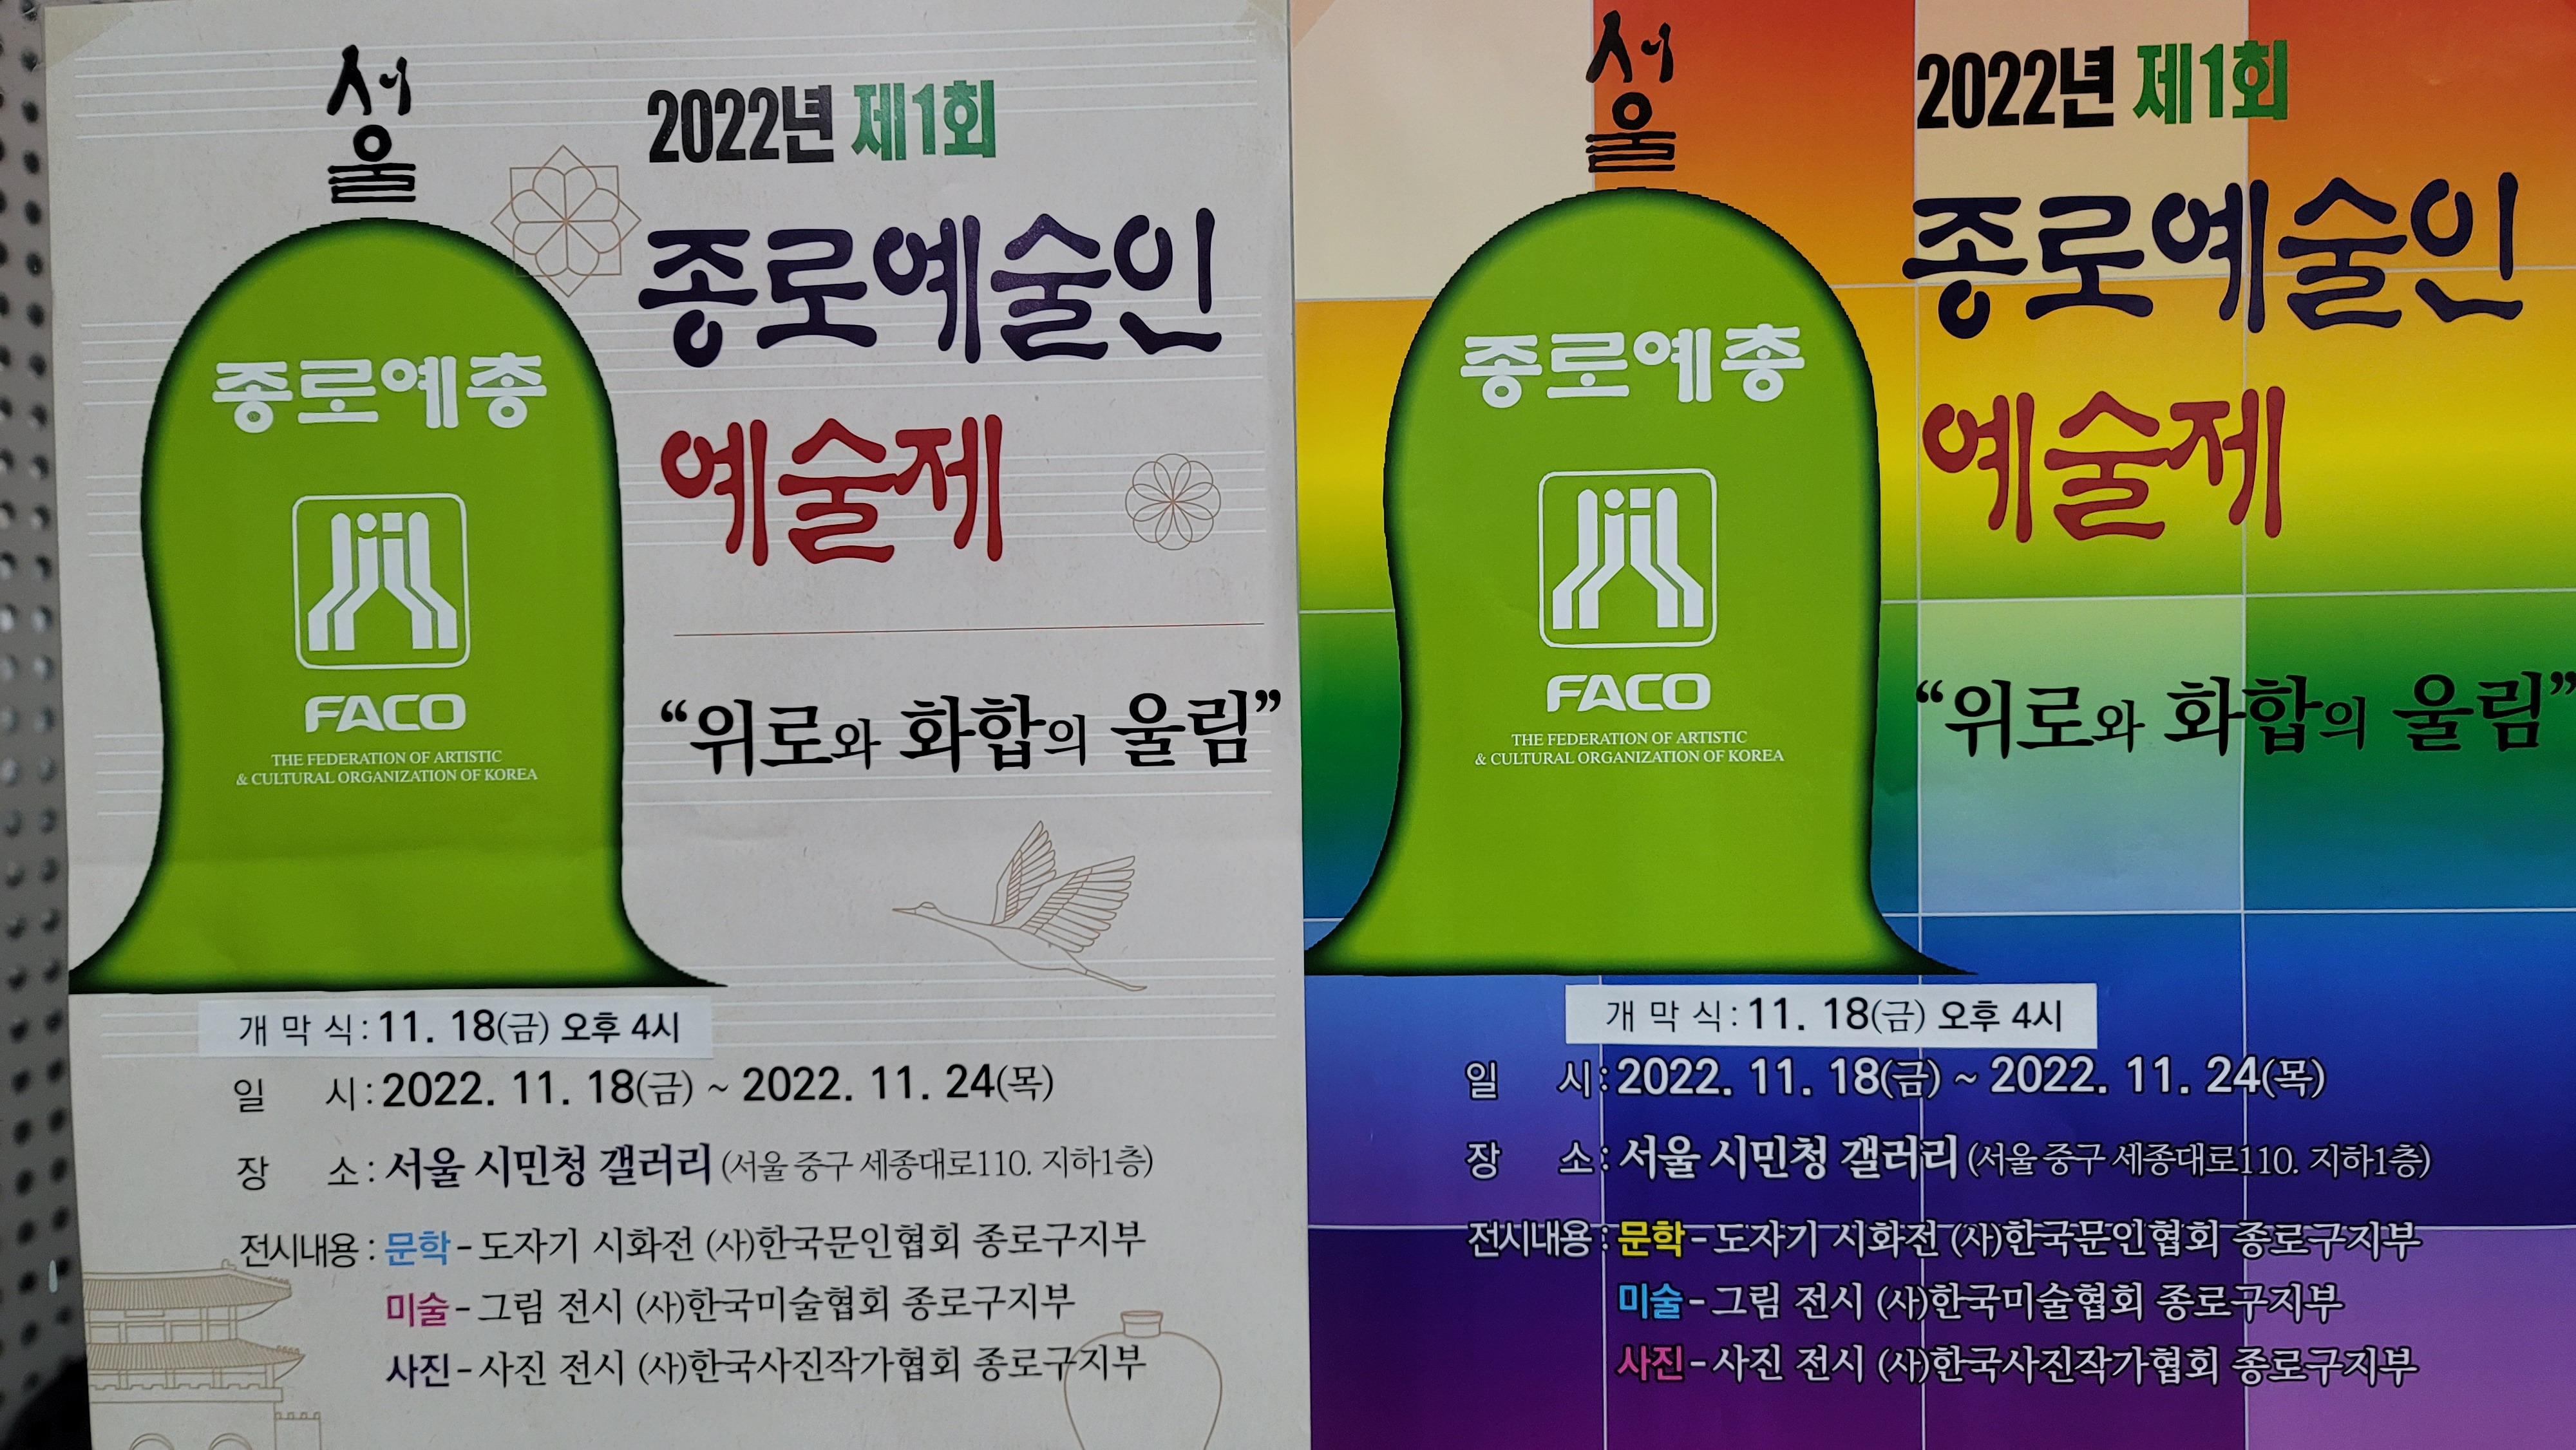 서울
2022년 제1회
종로예술인
예술제
종로예총
FACO
THE FEDERATION OF ARTISTIC
& CULTURAL ORGANIZATION OF KOREA
“위로와 화합의 울림”
개 막 식 : 11. 18(금) 오후 4시
일 시 : 2022. 11. 18(금) ~ 2022. 11. 24(목)
장 소 : 서울 시민청 갤러리 (서울 중구 세종대로110. 지하1층)
전시내용 : 문학 - 도자기 시화전 (사)한국문인협회 종로구지부
미술 - 그림 전시 (사)한국미술협회 종로구지부
사진 - 사진 전시 (사)한국사진작가협회 종로구지부
서울
2022년 제1회
종로예술인
예술제
종로예총
FACO
THE FEDERATION OF ARTISTIC
& CULTURAL ORGANIZATION OF KOREA
“위로와 화합의 울림”
개 막 식 : 11. 18(금) 오후 4시
일 시 : 2022. 11. 18(금) ~ 2022. 11. 24(목)
장 소 : 서울 시민청 갤러리 (서울 중구 세종대로110. 지하1층)
전시내용 : 문학 - 도자기 시화전 (사)한국문인협회 종로구지부
미술 - 그림 전시 (사)한국미술협회 종로구지부
사진 - 사진 전시 (사)한국사진작가협회 종로구지부